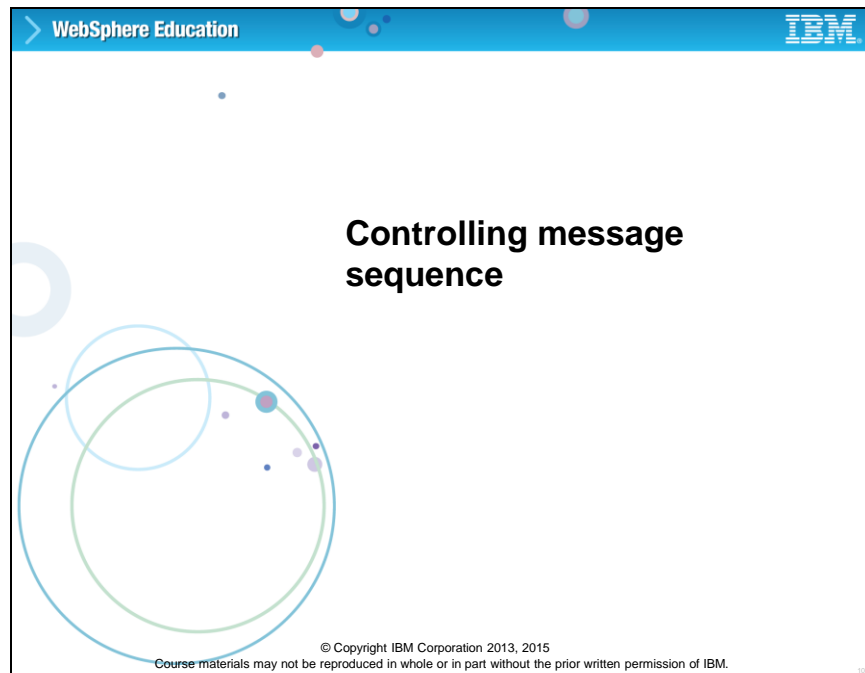 WebSphere Education
IBM.
Controlling message
sequence
© Copyright IBM Corporation 2013, 2015
Course materials may not be reproduced in whole or in part without the prior written permission of IBM.
10